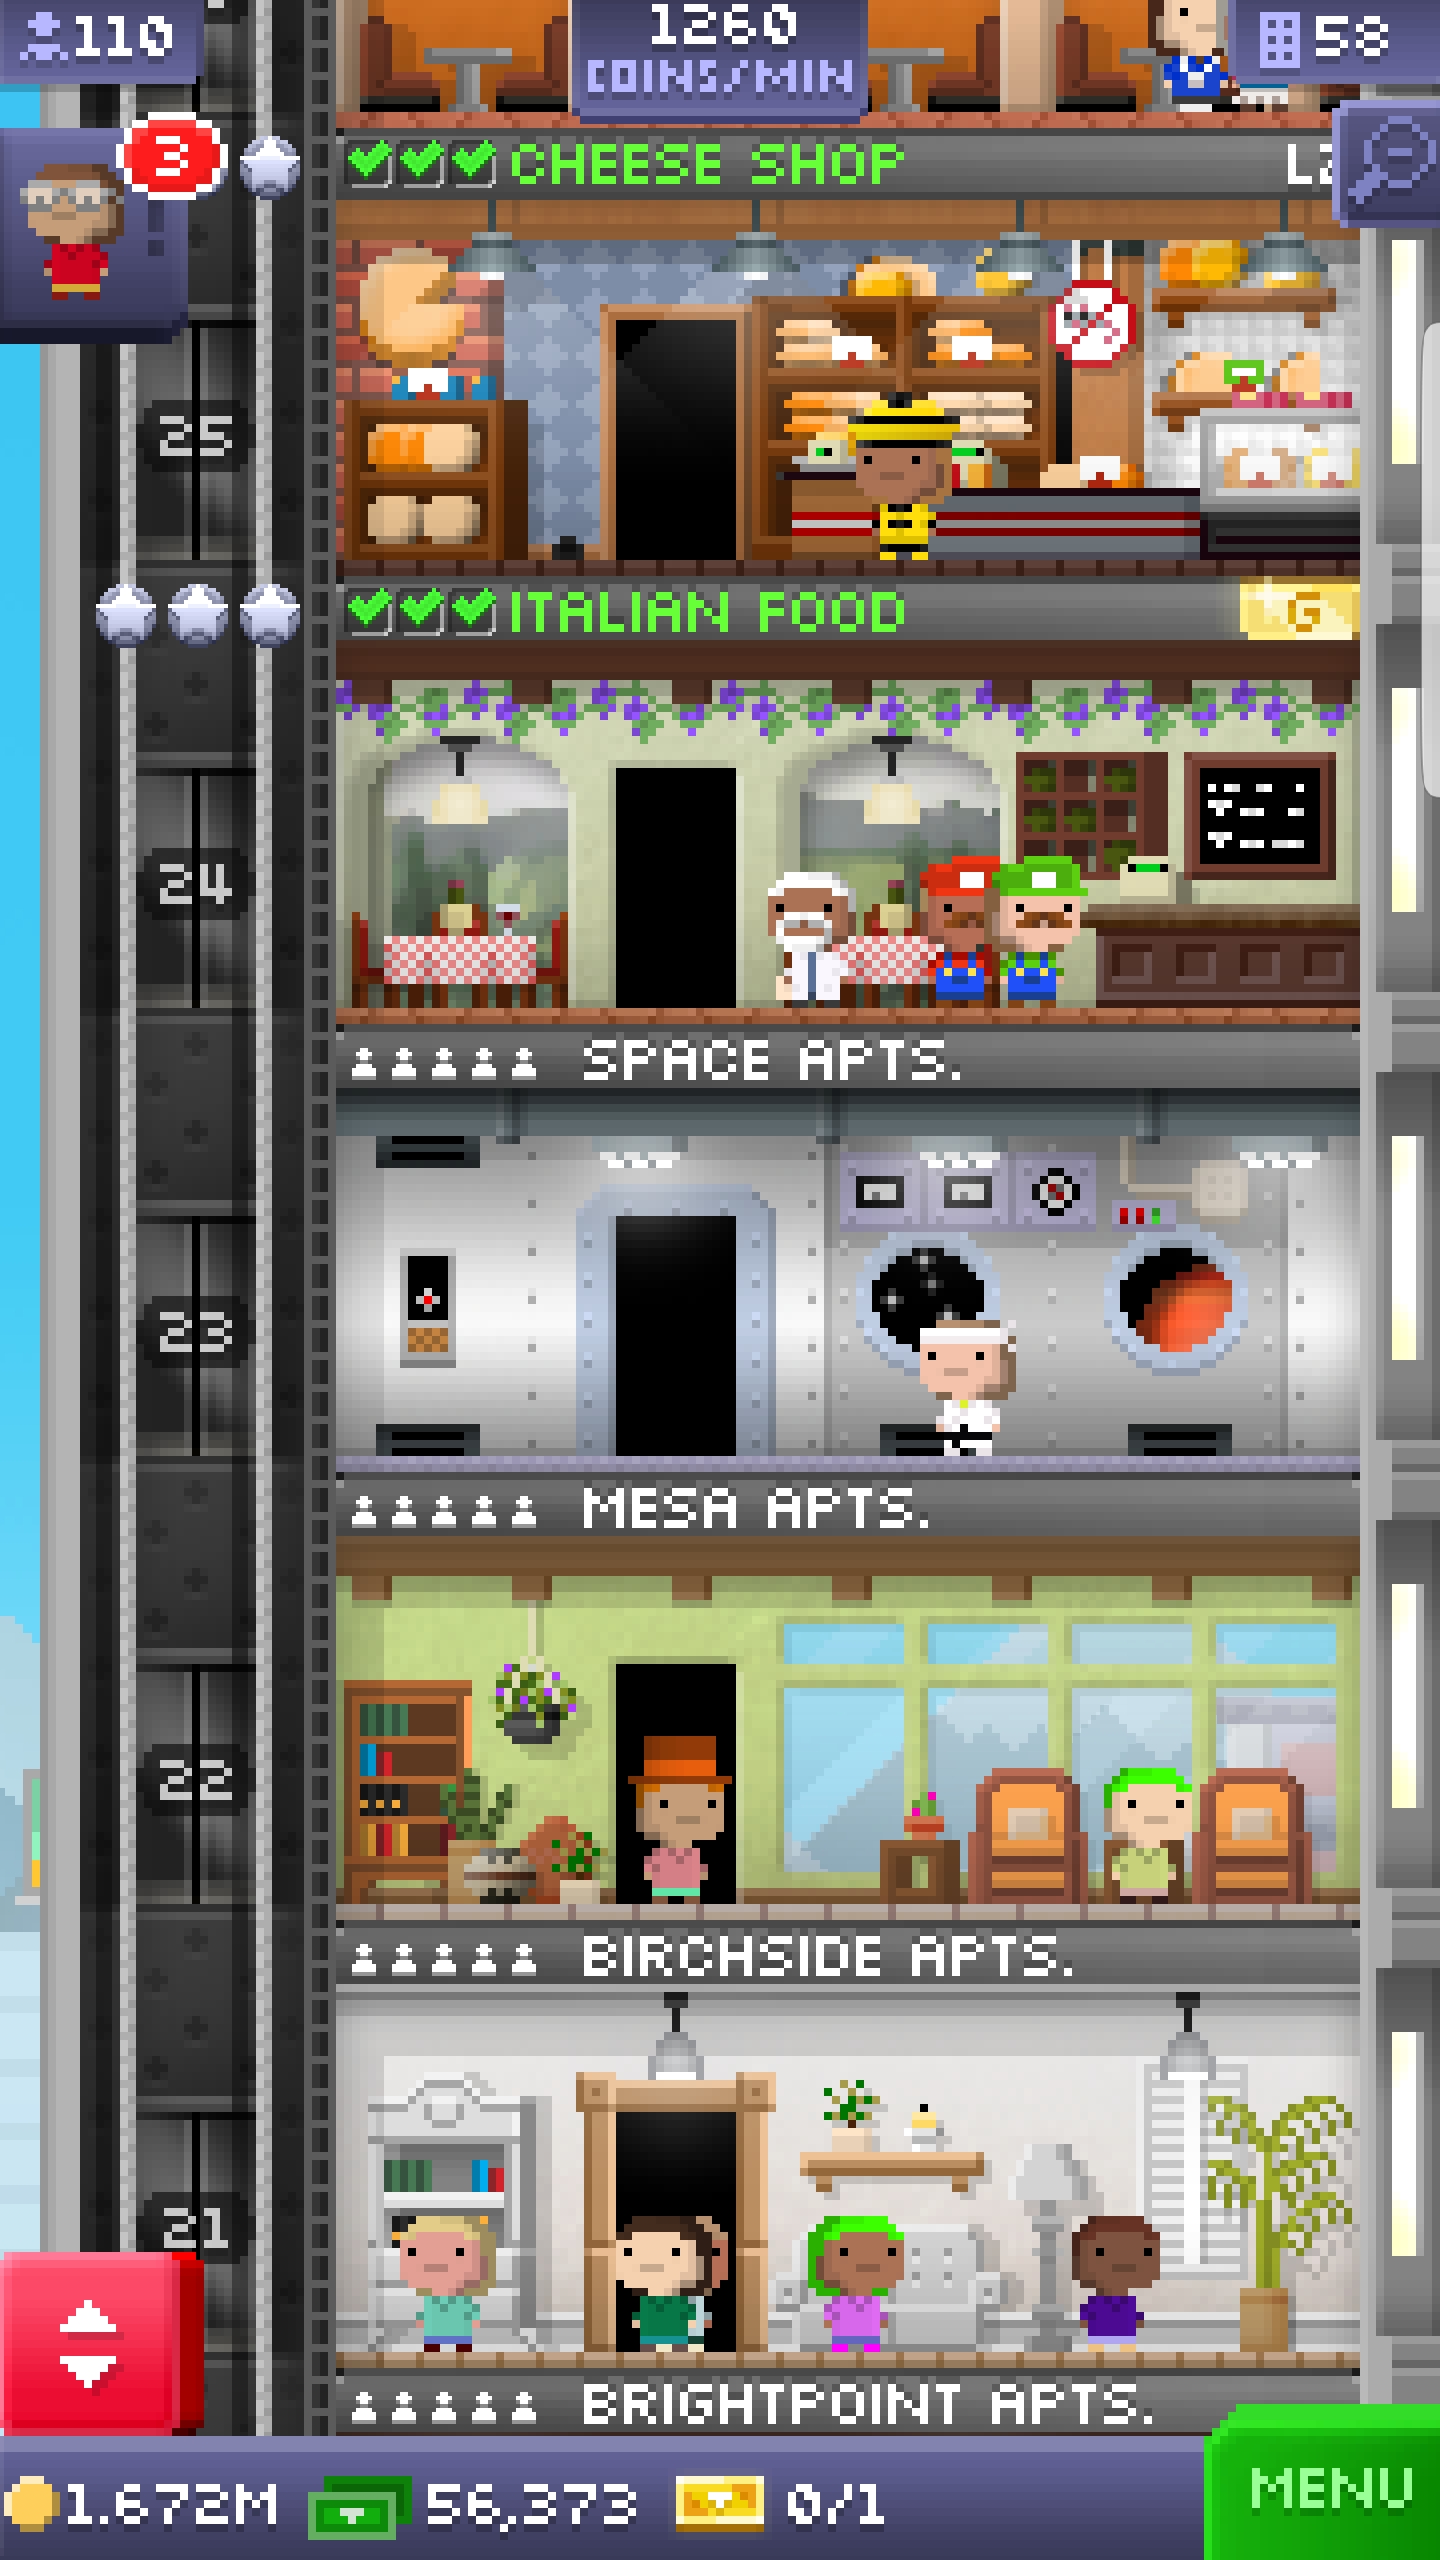 110
1260
COINS/MIN
58
3
CHEESE SHOP
25
ITALIAN FOOD
G
24
SPACE APTS.
23
MESA APTS.
22
BIRCHSIDE APTS.
21
BRIGHTPOINT APTS.
1.672M
56,373
0/1
MENU